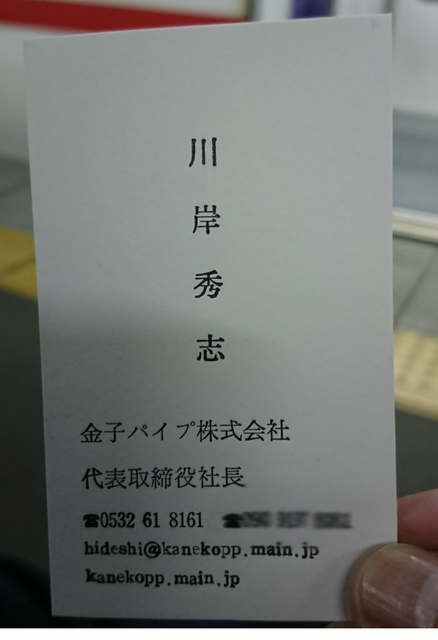 川岸秀志
金子パイプ株式会社
代表取締役社長
☎0532 61 8161 ☎
hideshi@kanekopp.main.jp
kanekopp.main.jp